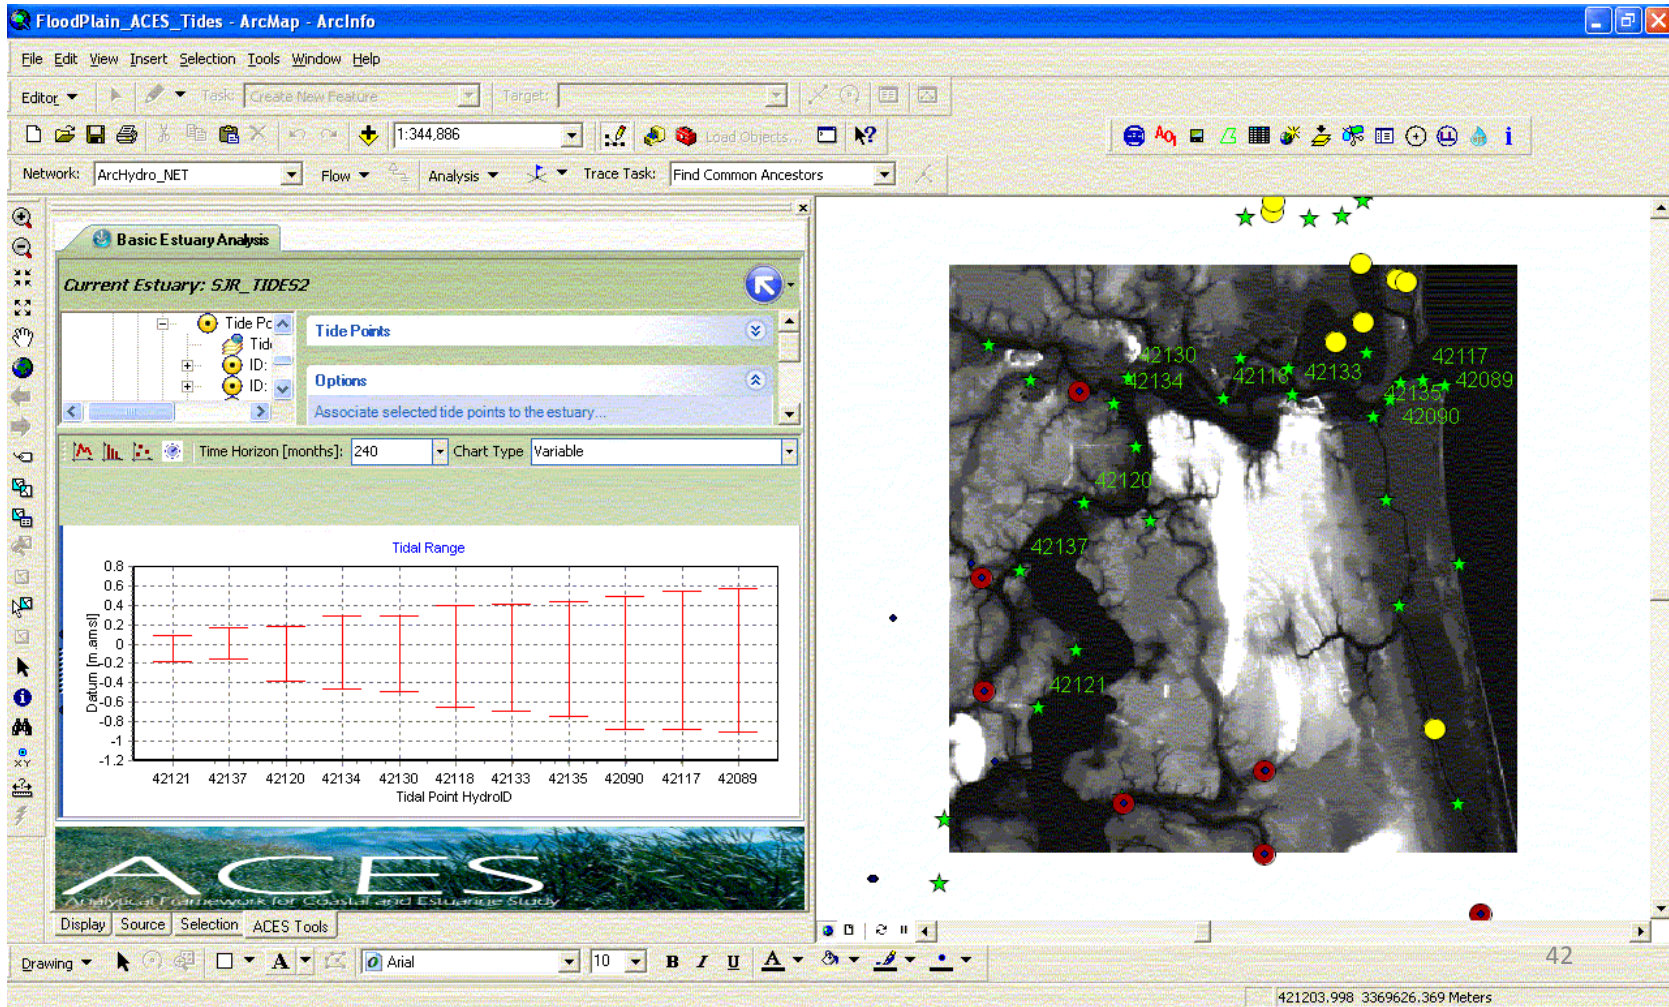 FloodPlain_ACES_Tides - ArcMap - ArcInfo
File Edit View Insert Selection Tools Window Help
Editor Task: Create New Feature Target:
1:344,886 Load Objects...
Network: ArcHydro_NET Flow Analysis Trace Task: Find Common Ancestors
Basic Estuary Analysis
Current Estuary: SJR_TIDES2
Tide Pc
Tid
ID:
ID:
Tide Points
Options
Associate selected tide points to the estuary...
Time Horizon [months]: 240 Chart Type Variable
Tidal Range
0.8
0.6
0.4
0.2
0
-0.2
-0.4
-0.6
-0.8
-1
-1.2
Datum [m.amsl]
42121 42137 42120 42134 42130 42118 42133 42135 42090 42117 42089
Tidal Point HydroID
ACES
Analytical Framework for Coastal and Estuarine Study
Display Source Selection ACES Tools
42130
42134
42118
42133
42117
42089
42135
42090
42120
42137
42121
Drawing A Arial 10 B I U A
42
421203.998 3369626.369 Meters